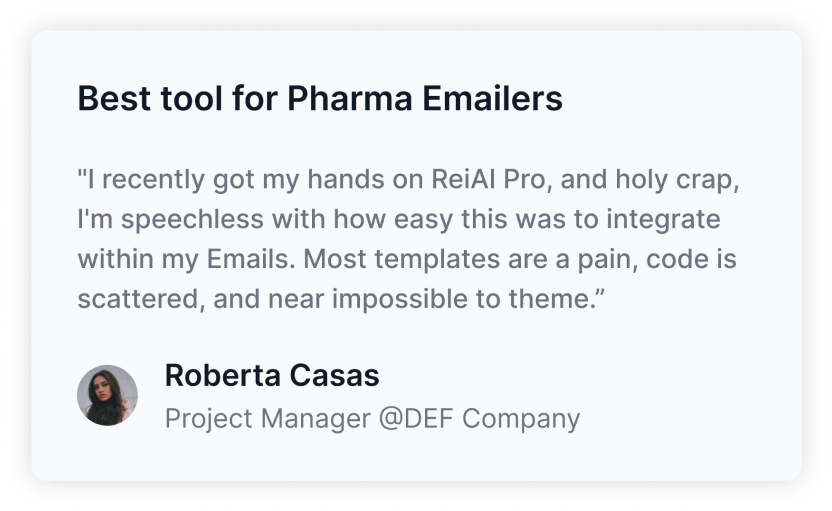 Best tool for Pharma Emailers
"I recently got my hands on ReiAI Pro, and holy crap,
I'm speechless with how easy this was to integrate
within my Emails. Most templates are a pain, code is
scattered, and near impossible to theme.”
Roberta Casas
Project Manager @DEF Company